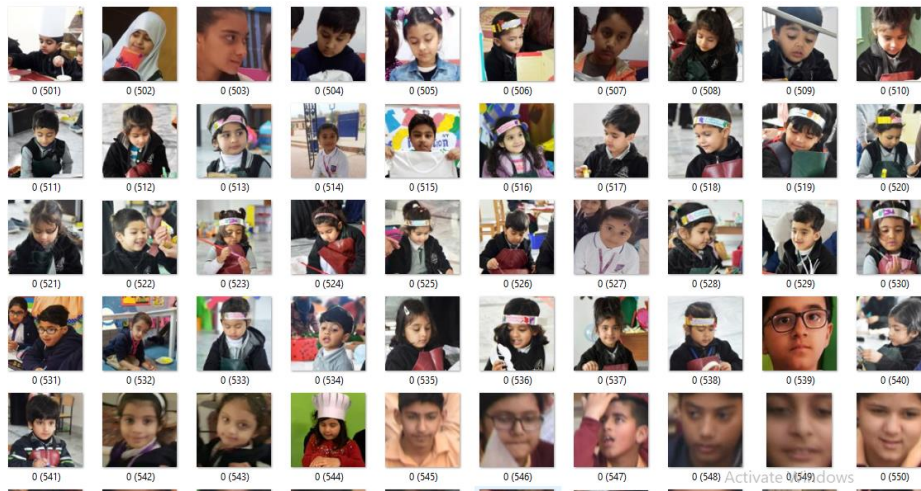 0 (501) 0 (502) 0 (503) 0 (504) 0 (505) 0 (506) 0 (507) 0 (508) 0 (509) 0 (510)
0 (511) 0 (512) 0 (513) 0 (514) 0 (515) 0 (516) 0 (517) 0 (518) 0 (519) 0 (520)
0 (521) 0 (522) 0 (523) 0 (524) 0 (525) 0 (526) 0 (527) 0 (528) 0 (529) 0 (530)
0 (531) 0 (532) 0 (533) 0 (534) 0 (535) 0 (536) 0 (537) 0 (538) 0 (539) 0 (540)
0 (541) 0 (542) 0 (543) 0 (544) 0 (545) 0 (546) 0 (547) 0 (548) 0 (549) 0 (550)
Activate Windows